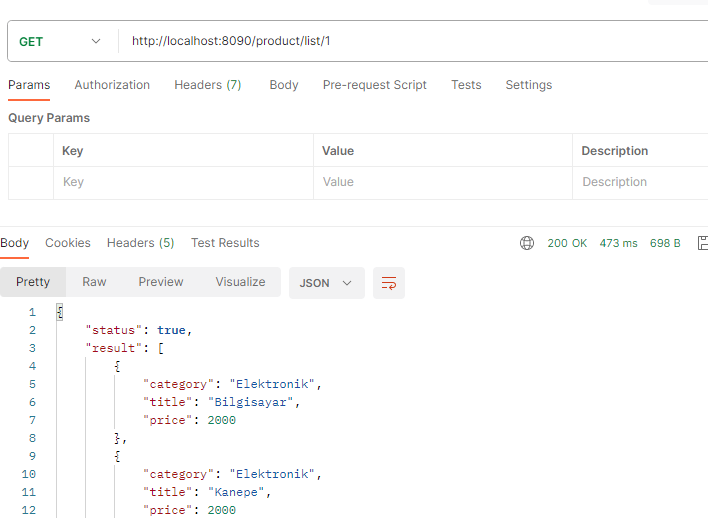 GET http://localhost:8090/product/list/1
Params Authorization Headers (7) Body Pre-request Script Tests Settings
Query Params
Key Value Description
Key Value Description
Body Cookies Headers (5) Test Results 200 OK 473 ms 698 B
Pretty Raw Preview Visualize JSON
1 {
2 "status": true,
3 "result": [
4 {
5 "category": "Elektronik",
6 "title": "Bilgisayar",
7 "price": 2000
8 },
9 {
10 "category": "Elektronik",
11 "title": "Kanepe",
12 "price": 2000